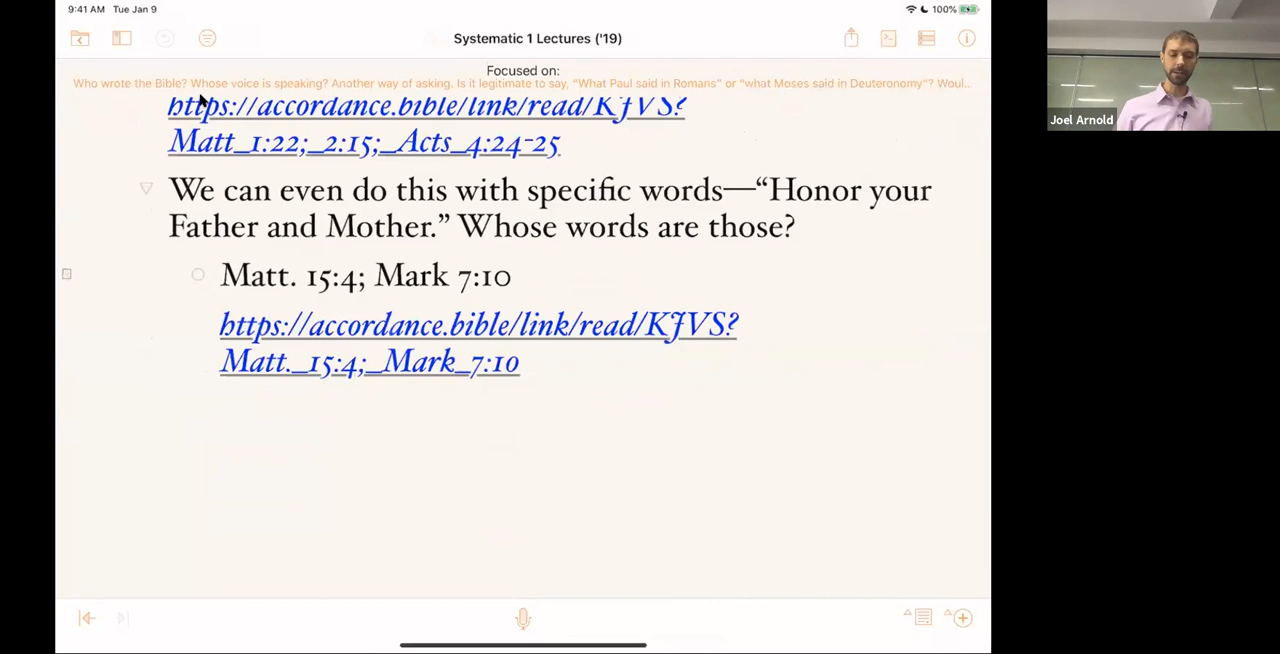 9:41 AM Tue Jan 9
100%
Systematic 1 Lectures ('19)
Focused on:
Who wrote the Bible? Whose voice is speaking? Another way of asking. Is it legitimate to say, "What Paul said in Romans" or "what Moses said in Deuteronomy"? Woul..
https://accordance.bible/link/read/KJVS?
Matt_1:22;_2:15;_Acts_4:24-25
We can even do this with specific words—“Honor your
Father and Mother.” Whose words are those?
Matt. 15:4; Mark 7:10
https://accordance.bible/link/read/KJVS?
Matt._15:4;_Mark_7:10
Joel Arnold